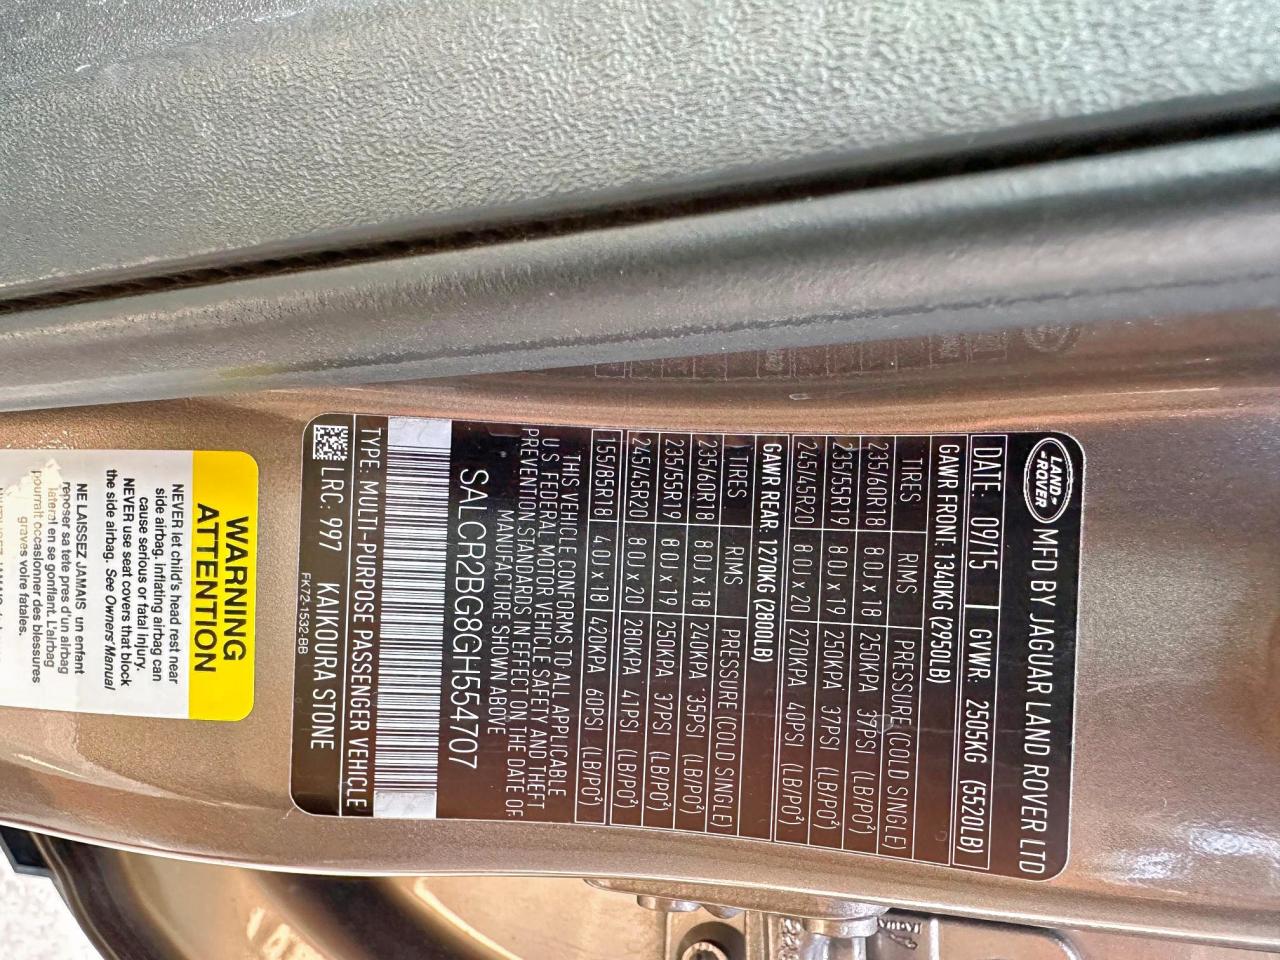 LAND-
-ROVER
MFD BY JAGUAR LAND ROVER LTD
DATE: 09/15 GVWR: 2505KG (5520LB)
GAWR FRONT: 1340KG (2950LB)
TIRES RIMS PRESSURE (COLD SINGLE)
235/60R18 8.0J x 18 250KPA 37PSI (LB/PO²)
235/55R19 8.0J x 19 250KPA 37PSI (LB/PO²)
245/45R20 8.0J x 20 270KPA 40PSI (LB/PO²)
GAWR REAR: 1270KG (2800LB)
TIRES RIMS PRESSURE (COLD SINGLE)
235/60R18 8.0J x 18 240KPA 35PSI (LB/PO²)
235/55R19 8.0J x 19 250KPA 37PSI (LB/PO²)
245/45R20 8.0J x 20 280KPA 41PSI (LB/PO²)
155/85R18 4.0J x 18 420KPA 60PSI (LB/PO²)
THIS VEHICLE CONFORMS TO ALL APPLICABLE
U.S. FEDERAL MOTOR VEHICLE SAFETY AND THEFT
PREVENTION STANDARDS IN EFFECT ON THE DATE OF
MANUFACTURE SHOWN ABOVE
SALCR2BG8GH554707
TYPE: MULTI-PURPOSE PASSENGER VEHICLE
LRC: 997 KAIKOURA STONE
FK72-1532-BB
WARNING
ATTENTION
NEVER let child's head rest near
side airbag. inflating airbag can
cause serious or fatal injury.
NEVER use seat covers that block
the side airbag. See Owners' Manual
NE LAISSEZ JAMAIS un enfant
reposer sa tete pres d'un airbag
lateral en se gonflant. L'airbag
pourrait occasionner des blessures
graves voire fatales.